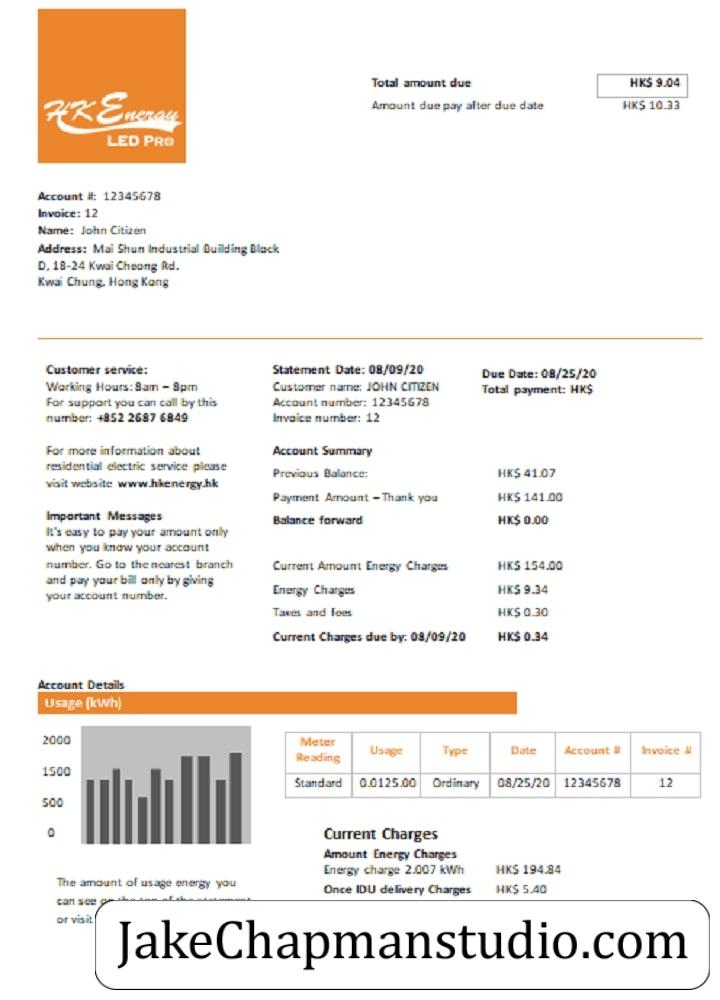 HK Energy
LED Pro
Total amount due HK$ 9.04
Amount due pay after due date HK$ 10.33
Account #: 12345678
Invoice: 12
Name: John Citizen
Address: Mai Shun Industrial Building Block
D, 18-24 Kwai Cheong Rd.
Kwai Chung, Hong Kong
Customer service:
Working Hours: 8am – 8pm
For support you can call by this
number: +852 2687 6849
For more information about
residential electric service please
visit website www.hkenergy.hk
Important Messages
It's easy to pay your amount only
when you know your account
number. Go to the nearest branch
and pay your bill only by giving
your account number.
Statement Date: 08/09/20
Customer name: JOHN CITIZEN
Account number: 12345678
Invoice number: 12
Due Date: 08/25/20
Total payment: HK$
Account Summary
Previous Balance: HK$ 41.07
Payment Amount – Thank you HK$ 141.00
Balance forward HK$ 0.00
Current Amount Energy Charges HK$ 154.00
Energy Charges HK$ 9.34
Taxes and fees HK$ 0.30
Current Charges due by: 08/09/20 HK$ 0.34
Account Details
Usage (kWh)
2000
1500
500
0
Meter Reading Usage Type Date Account # Invoice #
Standard 0.0125.00 Ordinary 08/25/20 12345678 12
Current Charges
Amount Energy Charges
Energy charge 2.007 kWh HK$ 194.84
Once IDU delivery Charges HK$ 5.40
The amount of usage energy you
can see
or visit
JakeChapmanstudio.com